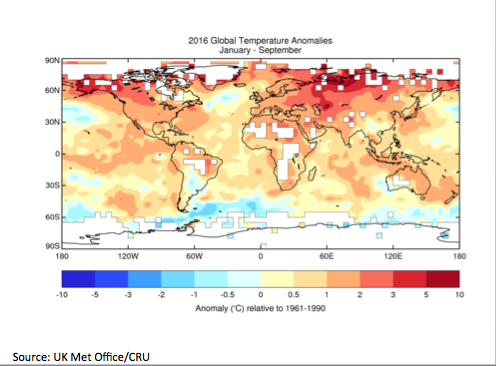 2016 Global Temperature Anomalies
January - September
90N
60N
30N
0
30S
60S
90S
180 120W 60W 0 60E 120E 180
-10 -5 -3 -2 -1 -0.5 0 0.5 1 2 3 5 10
Anomaly (°C) relative to 1961-1990
Source: UK Met Office/CRU